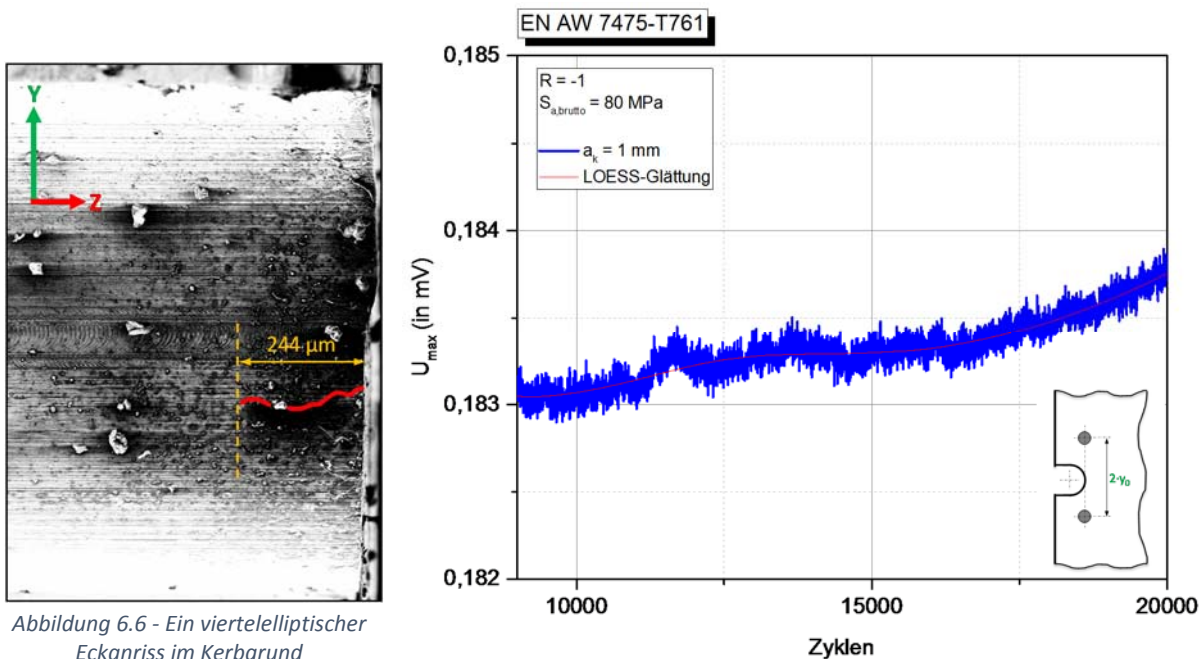 Y
Z
244 µm
Abbildung 6.6 - Ein viertelelliptischer
Eckanriss im Kerbgrund
EN AW 7475-T761
R = -1
S_a,brutto = 80 MPa
a_k = 1 mm
LOESS-Glättung
U_max (in mV)
0,185
0,184
0,183
0,182
10000
15000
20000
Zyklen
2·y_0